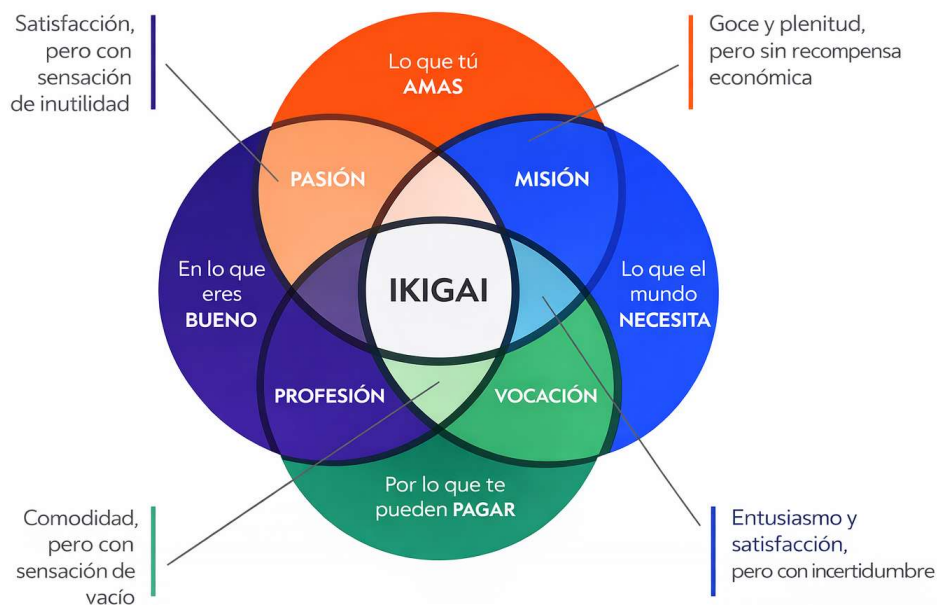 Satisfacción,
pero con
sensación
de inutilidad
Lo que tú
AMAS
Goce y plenitud,
pero sin recompensa
económica
PASIÓN
MISIÓN
En lo que
eres
BUENO
IKIGAI
Lo que el
mundo
NECESITA
PROFESIÓN
VOCACIÓN
Por lo que te
pueden PAGAR
Comodidad,
pero con
sensación de
vacío
Entusiasmo y
satisfacción,
pero con incertidumbre